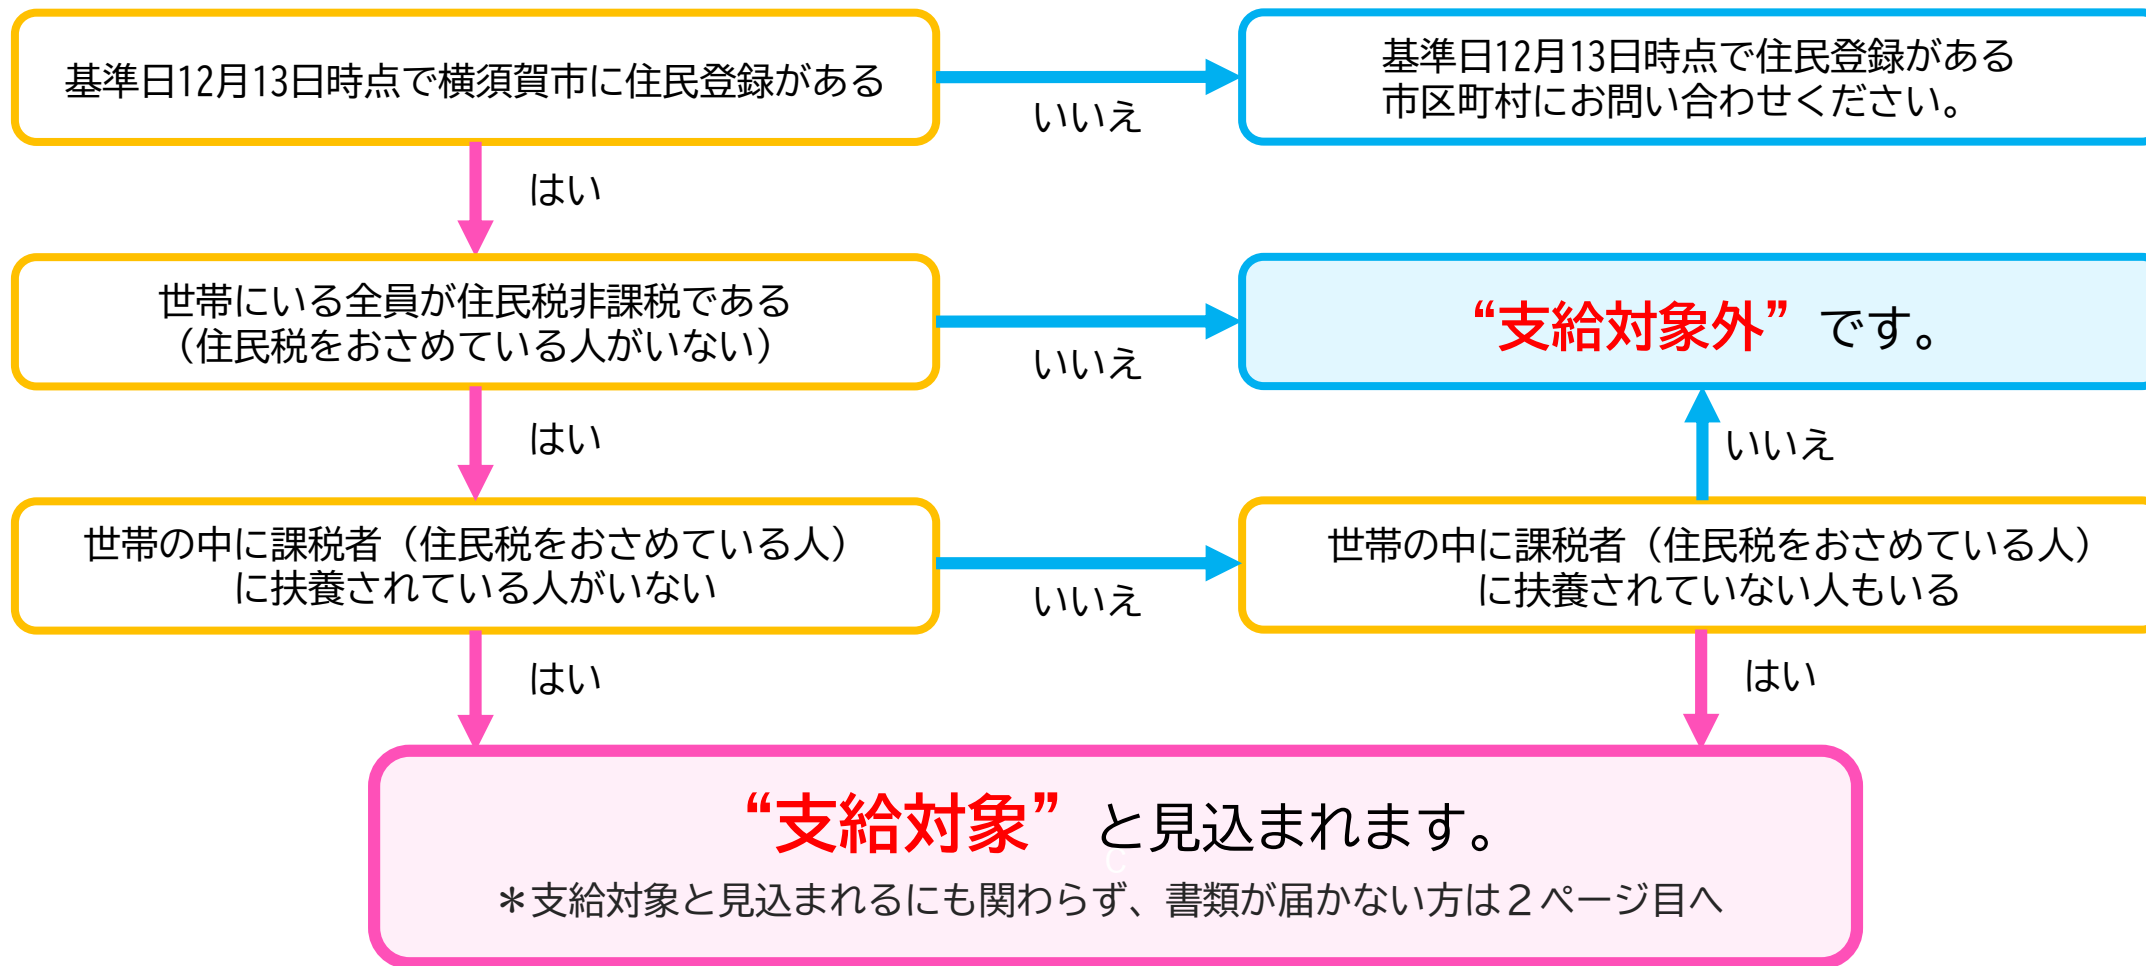 基準日12月13日時点で横須賀市に住民登録がある
いいえ
基準日12月13日時点で住民登録がある
市区町村にお問い合わせください。
はい
世帯にいる全員が住民税非課税である
（住民税をおさめている人がいない）
いいえ
“支給対象外”です。
はい
いいえ
世帯の中に課税者（住民税をおさめている人）
に扶養されている人がいない
いいえ
世帯の中に課税者（住民税をおさめている人）
に扶養されていない人もいる
はい
はい
“支給対象”と見込まれます。
C
＊支給対象と見込まれるにも関わらず、書類が届かない方は２ページ目へ